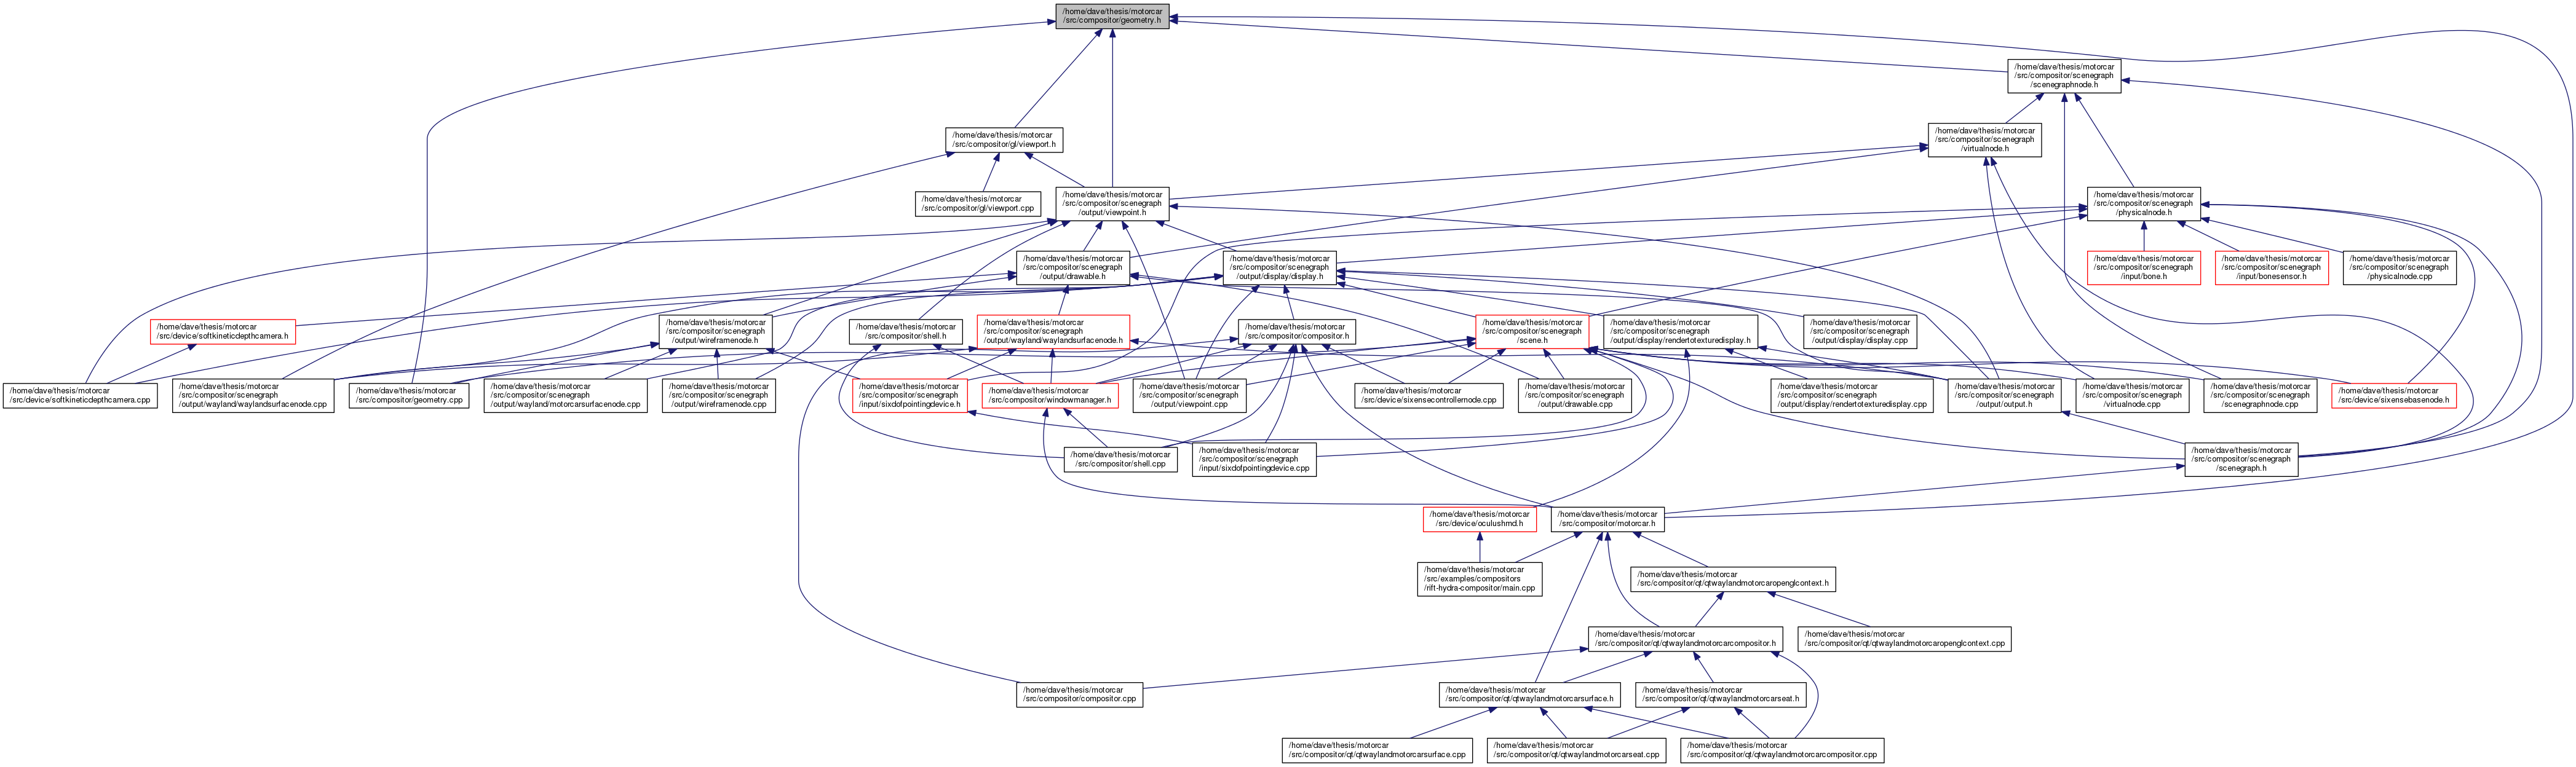 /home/dave/thesis/motorcar
/src/compositor/geometry.h
/home/dave/thesis/motorcar
/src/compositor/scenegraph
/scenegraphnode.h
/home/dave/thesis/motorcar
/src/compositor/gl/viewport.h
/home/dave/thesis/motorcar
/src/compositor/scenegraph
/virtualnode.h
/home/dave/thesis/motorcar
/src/compositor/gl/viewport.cpp
/home/dave/thesis/motorcar
/src/compositor/scenegraph
/output/viewpoint.h
/home/dave/thesis/motorcar
/src/compositor/scenegraph
/physicalnode.h
/home/dave/thesis/motorcar
/src/compositor/scenegraph
/output/drawable.h
/home/dave/thesis/motorcar
/src/compositor/scenegraph
/output/display/display.h
/home/dave/thesis/motorcar
/src/compositor/scenegraph
/input/bone.h
/home/dave/thesis/motorcar
/src/compositor/scenegraph
/input/bonesensor.h
/home/dave/thesis/motorcar
/src/compositor/scenegraph
/physicalnode.cpp
/home/dave/thesis/motorcar
/src/device/softkineticdepthcamera.h
/home/dave/thesis/motorcar
/src/compositor/scenegraph
/output/wireframenode.h
/home/dave/thesis/motorcar
/src/compositor/shell.h
/home/dave/thesis/motorcar
/src/compositor/scenegraph
/output/wayland/waylandsurfacenode.h
/home/dave/thesis/motorcar
/src/compositor/compositor.h
/home/dave/thesis/motorcar
/src/compositor/scenegraph
/scene.h
/home/dave/thesis/motorcar
/src/compositor/scenegraph
/output/display/rendertotexturedisplay.h
/home/dave/thesis/motorcar
/src/compositor/scenegraph
/output/display/display.cpp
/home/dave/thesis/motorcar
/src/device/softkineticdepthcamera.cpp
/home/dave/thesis/motorcar
/src/compositor/scenegraph
/output/wayland/waylandsurfacenode.cpp
/home/dave/thesis/motorcar
/src/compositor/geometry.cpp
/home/dave/thesis/motorcar
/src/compositor/scenegraph
/output/wayland/motorcarsurfacenode.cpp
/home/dave/thesis/motorcar
/src/compositor/scenegraph
/output/wireframenode.cpp
/home/dave/thesis/motorcar
/src/compositor/scenegraph
/input/sixdofpointingdevice.h
/home/dave/thesis/motorcar
/src/compositor/windowmanager.h
/home/dave/thesis/motorcar
/src/compositor/scenegraph
/output/viewpoint.cpp
/home/dave/thesis/motorcar
/src/device/sixensecontrollernode.cpp
/home/dave/thesis/motorcar
/src/compositor/scenegraph
/output/drawable.cpp
/home/dave/thesis/motorcar
/src/compositor/scenegraph
/output/display/rendertotexturedisplay.cpp
/home/dave/thesis/motorcar
/src/compositor/scenegraph
/output/output.h
/home/dave/thesis/motorcar
/src/compositor/scenegraph
/virtualnode.cpp
/home/dave/thesis/motorcar
/src/compositor/scenegraph
/scenegraphnode.cpp
/home/dave/thesis/motorcar
/src/device/sixensebasenode.h
/home/dave/thesis/motorcar
/src/compositor/shell.cpp
/home/dave/thesis/motorcar
/src/compositor/scenegraph
/input/sixdofpointingdevice.cpp
/home/dave/thesis/motorcar
/src/compositor/scenegraph
/scenegraph.h
/home/dave/thesis/motorcar
/src/device/oculushmd.h
/home/dave/thesis/motorcar
/src/compositor/motorcar.h
/home/dave/thesis/motorcar
/src/examples/compositors
/rift-hydra-compositor/main.cpp
/home/dave/thesis/motorcar
/src/compositor/qt/qtwaylandmotorcaropenglcontext.h
/home/dave/thesis/motorcar
/src/compositor/qt/qtwaylandmotorcarcompositor.h
/home/dave/thesis/motorcar
/src/compositor/qt/qtwaylandmotorcaropenglcontext.cpp
/home/dave/thesis/motorcar
/src/compositor/compositor.cpp
/home/dave/thesis/motorcar
/src/compositor/qt/qtwaylandmotorcarsurface.h
/home/dave/thesis/motorcar
/src/compositor/qt/qtwaylandmotorcarseat.h
/home/dave/thesis/motorcar
/src/compositor/qt/qtwaylandmotorcarsurface.cpp
/home/dave/thesis/motorcar
/src/compositor/qt/qtwaylandmotorcarseat.cpp
/home/dave/thesis/motorcar
/src/compositor/qt/qtwaylandmotorcarcompositor.cpp